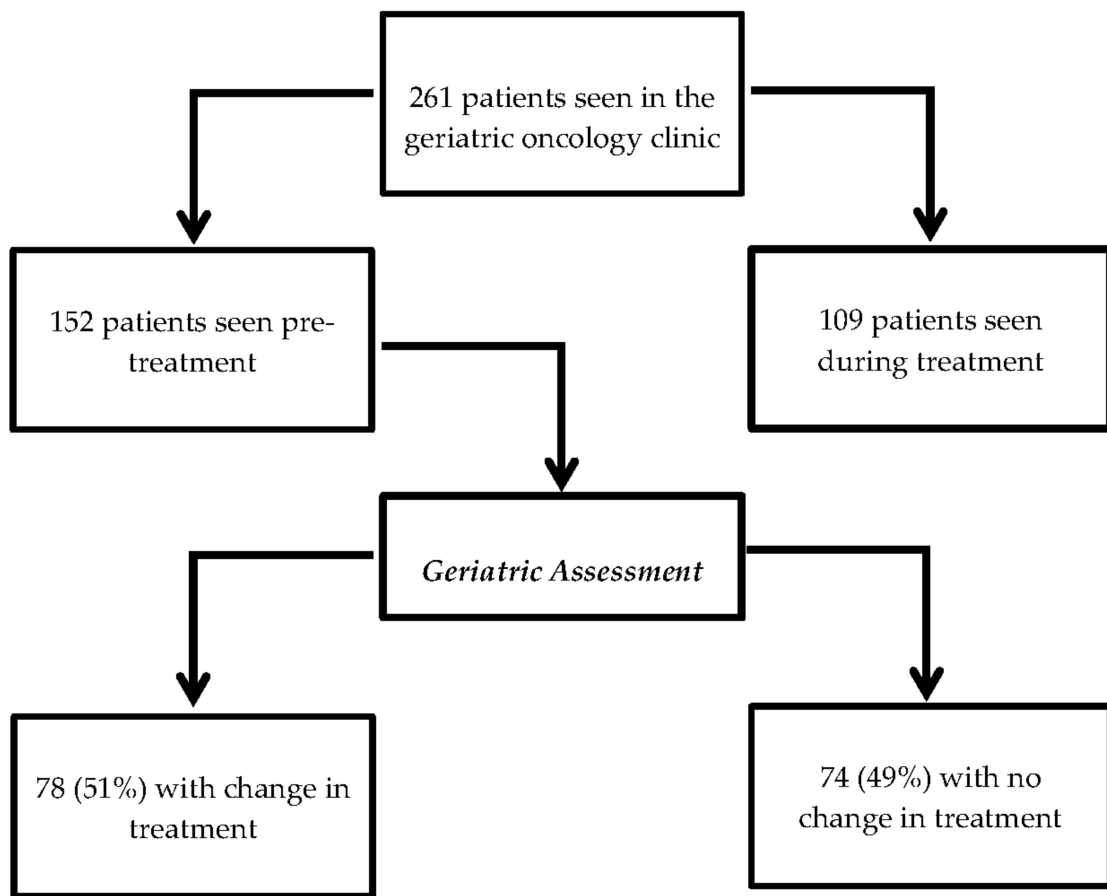 261 patients seen in the
geriatric oncology clinic
152 patients seen pre-
treatment
109 patients seen
during treatment
Geriatric Assessment
78 (51%) with change in
treatment
74 (49%) with no
change in treatment